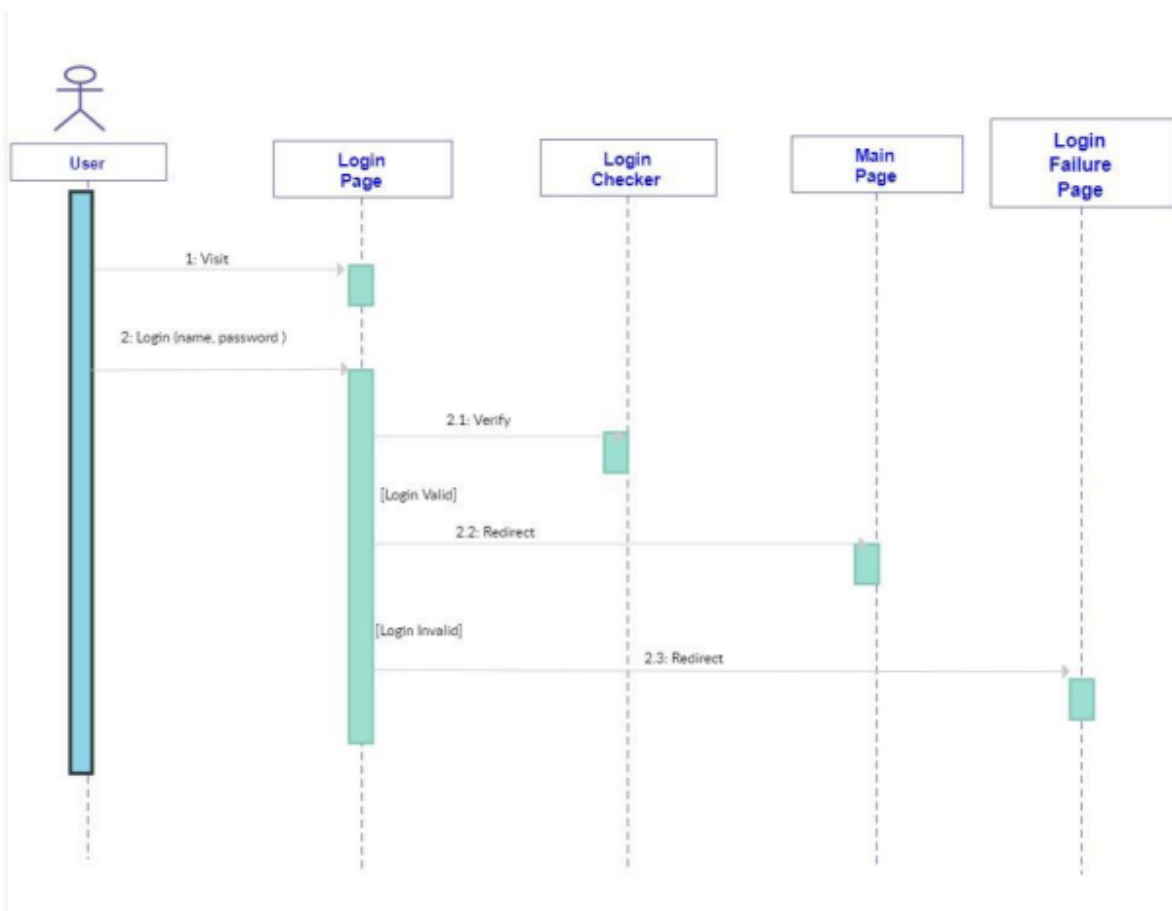 User
Login
Page
Login
Checker
Main
Page
Login
Failure
Page
1: Visit
2: Login (name, password )
2.1: Verify
[Login Valid]
2.2: Redirect
[Login Invalid]
2.3: Redirect